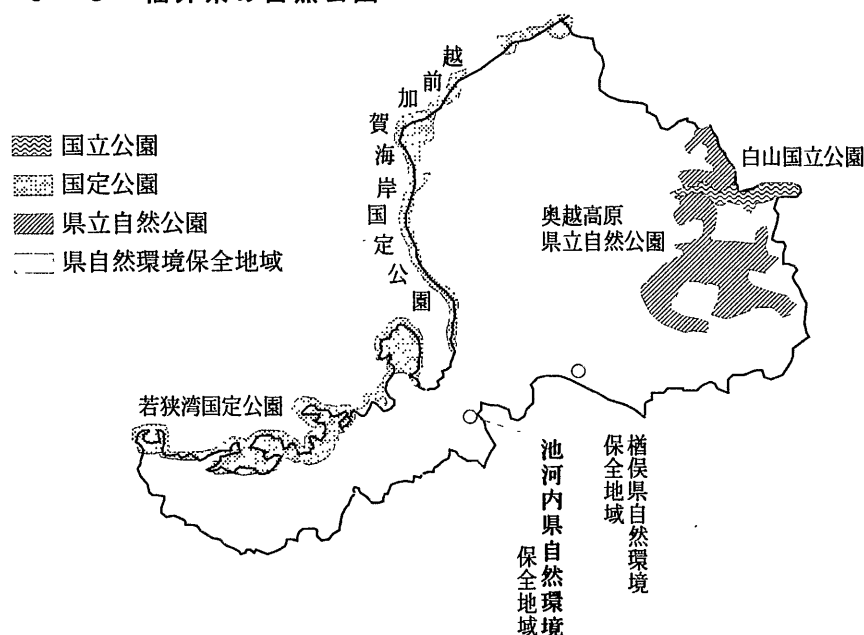 国立公園
国定公園
県立自然公園
県自然環境保全地域
越前加賀海岸国定公園
白山国立公園
奥越高原
県立自然公園
若狭湾国定公園
楢俣県自然環境
保全地域
池河内県自然環境
保全地域